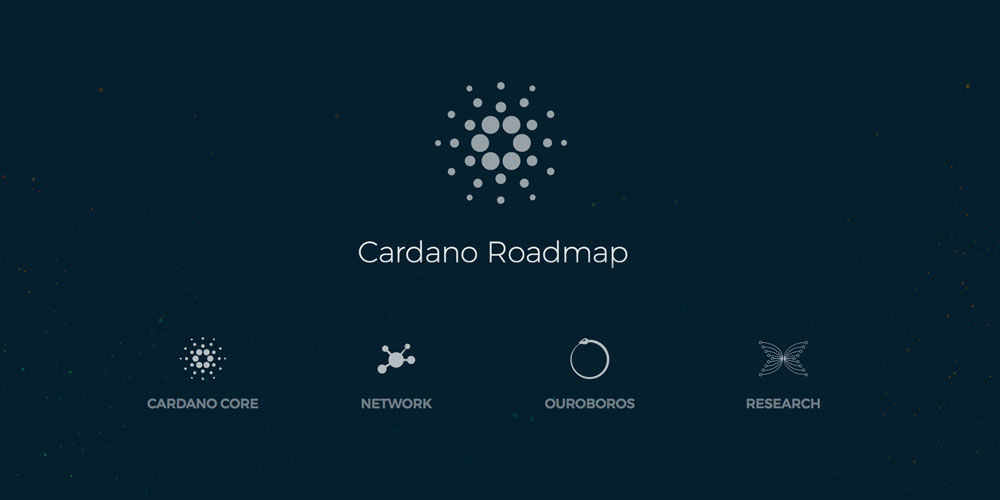 Cardano Roadmap
CARDANO CORE
NETWORK
OUROBOROS
RESEARCH